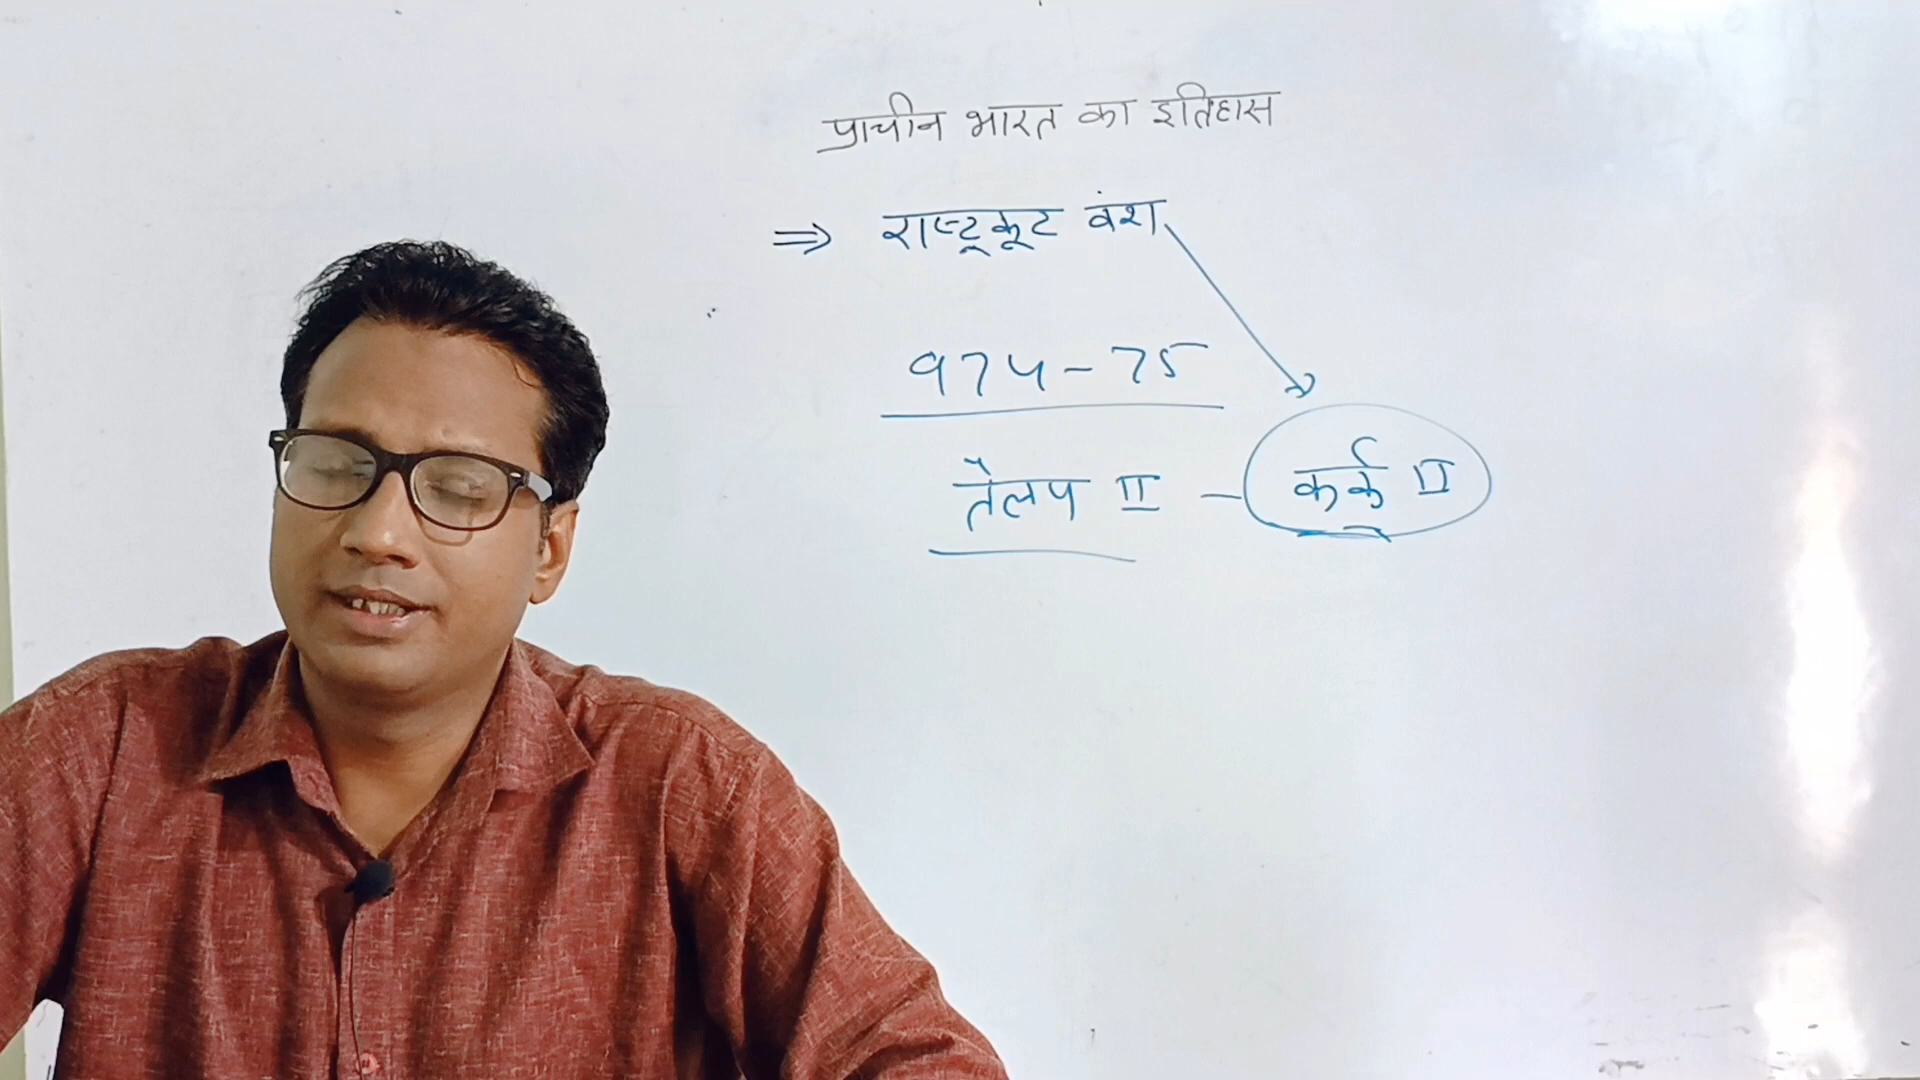 प्राचीन भारत का इतिहास
⇒ राष्ट्रकूट वंश
974-75
तैलप II - कर्क II